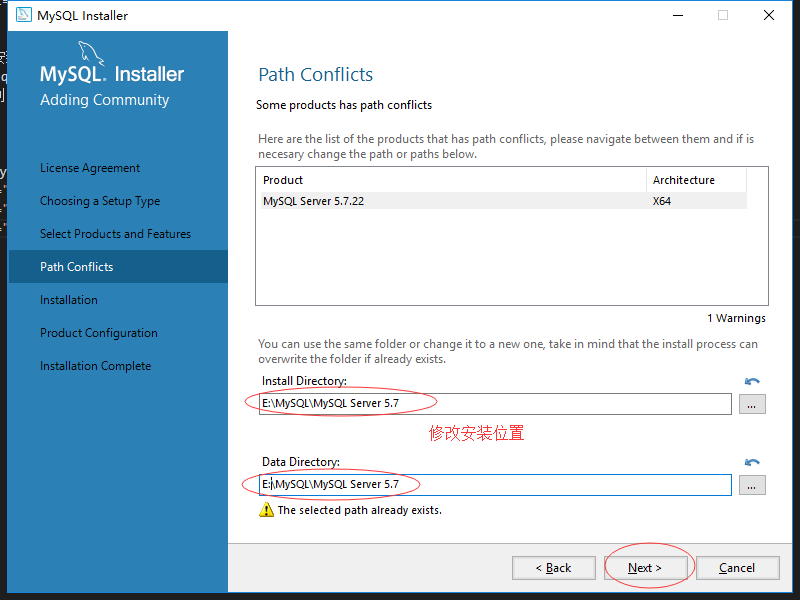 MySQL Installer
MySQL. Installer
Adding Community
License Agreement
Choosing a Setup Type
Select Products and Features
Path Conflicts
Installation
Product Configuration
Installation Complete
Path Conflicts
Some products has path conflicts
Here are the list of the products that has path conflicts, please navigate between them and if is
necesary change the path or paths below.
Product Architecture
MySQL Server 5.7.22 X64
1 Warnings
You can use the same folder or change it to a new one, take in mind that the install process can
overwrite the folder if already exists.
Install Directory:
E:\MySQL\MySQL Server 5.7
...
修改安装位置
Data Directory:
E:\MySQL\MySQL Server 5.7
...
The selected path already exists.
< Back Next > Cancel